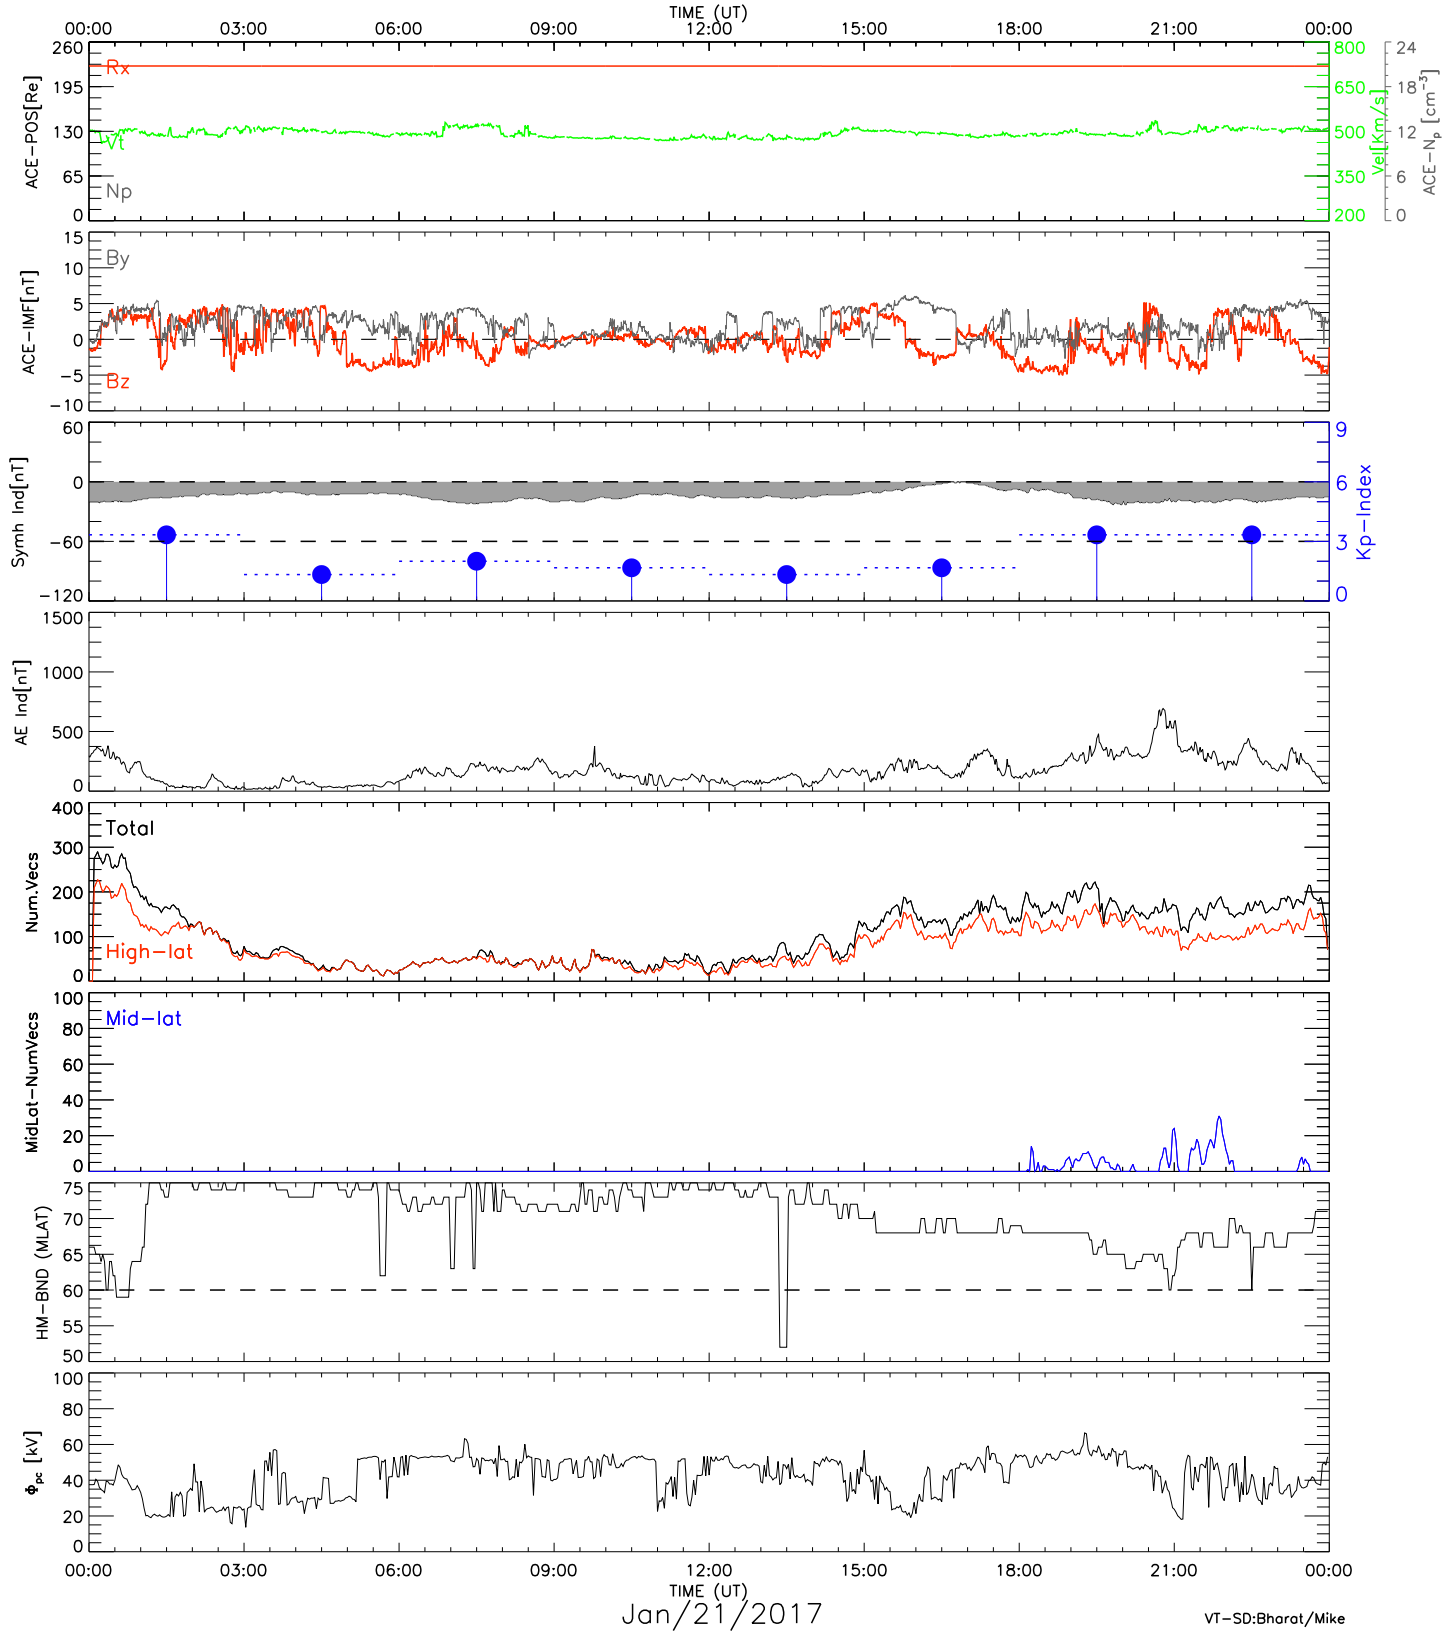 TIME (UT)
00:00 03:00 06:00 09:00 12:00 15:00 18:00 21:00 00:00
ACE-POS[Re]
260
195
130
65
0
Rx
Vt
Np
800
650
500
350
200
Vel[Km/s]
24
18
12
6
0
ACE-Np [cm⁻³]
ACE-IMF[nT]
15
10
5
0
-5
-10
By
Bz
Symh Ind[nT]
60
0
-60
-120
9
6
3
0
Kp-Index
AE Ind[nT]
1500
1000
500
0
Num.Vecs
400
300
200
100
0
Total
High-lat
MidLat-NumVecs
100
80
60
40
20
0
Mid-lat
HM-BND (MLAT)
75
70
65
60
55
50
Φpc [kV]
100
80
60
40
20
0
00:00 03:00 06:00 09:00 12:00 15:00 18:00 21:00 00:00
TIME (UT)
Jan/21/2017
VT-SD:Bharat/Mike